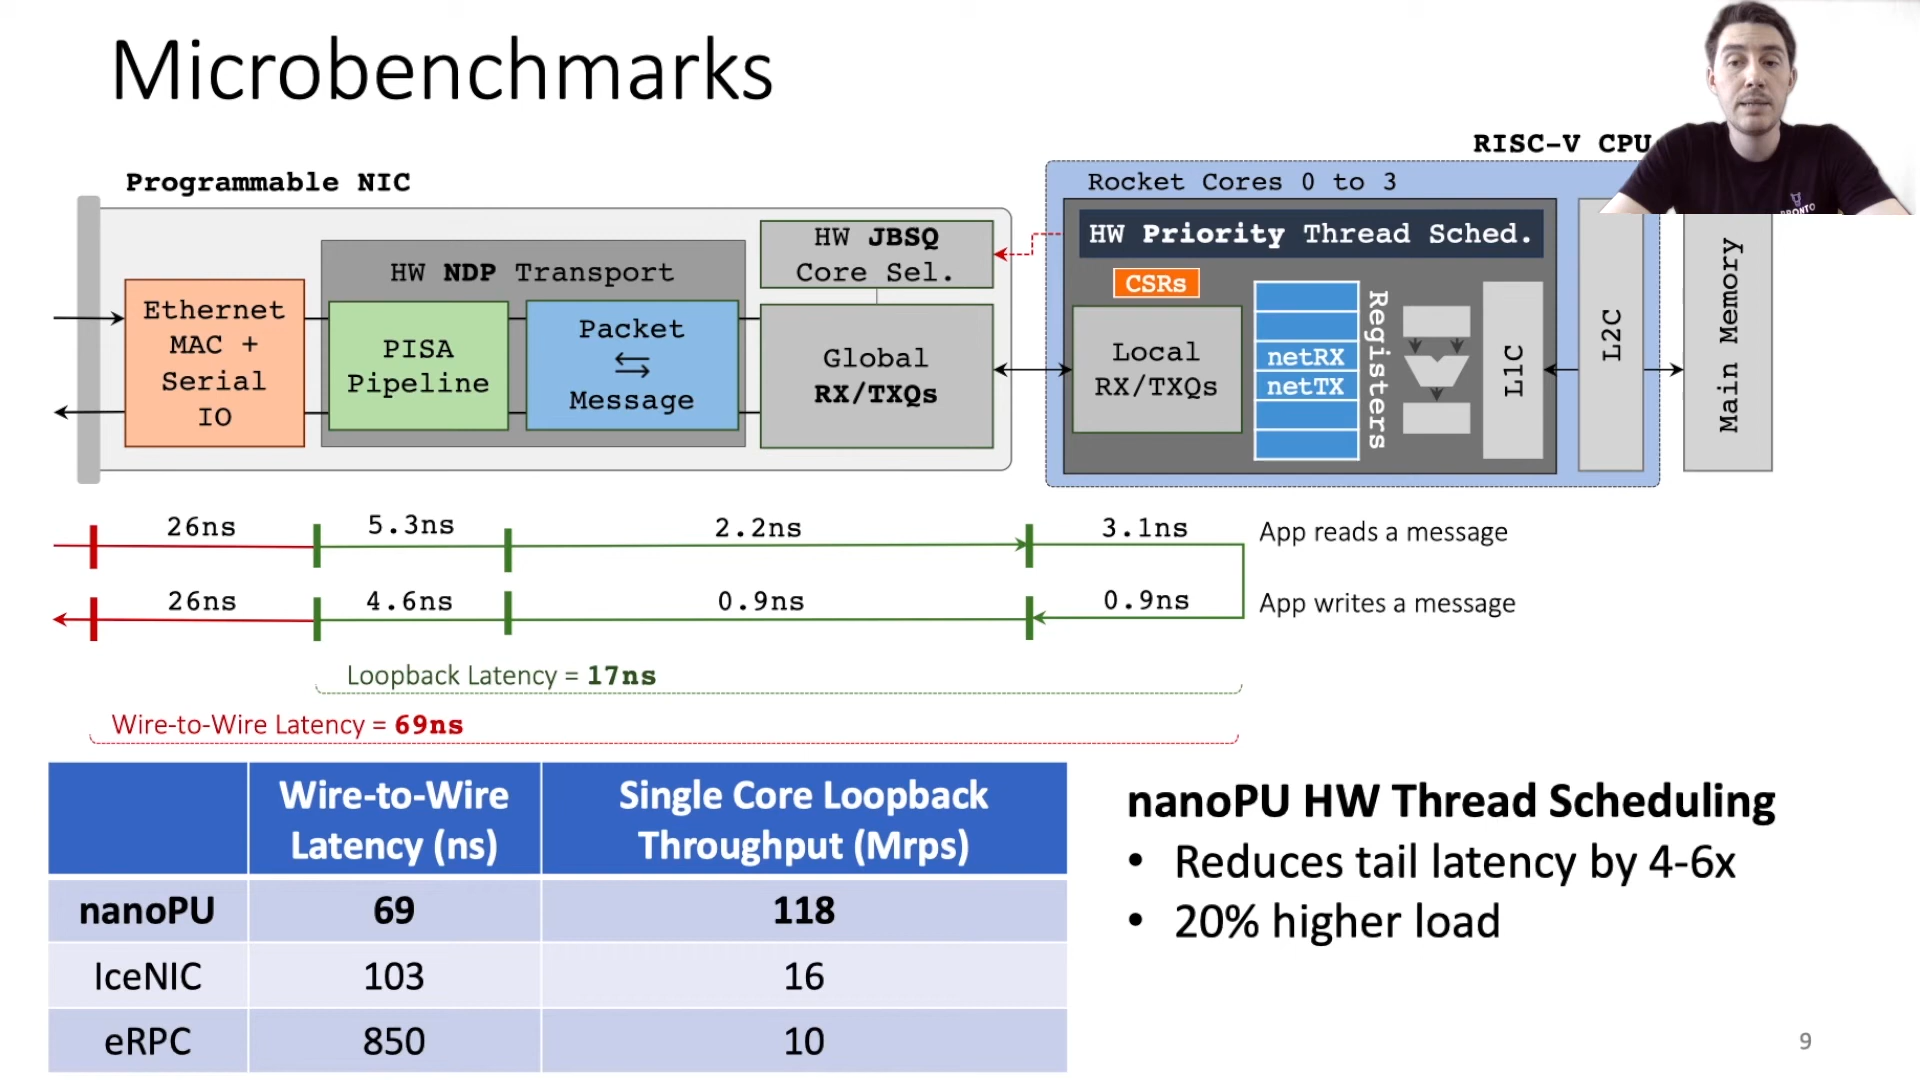 Microbenchmarks
RISC-V CPU
Programmable NIC
Rocket Cores 0 to 3
HW Priority Thread Sched.
HW JBSQ
Core Sel.
HW NDP Transport
CSRs
Ethernet
MAC +
Serial
IO
PISA
Pipeline
Packet
Message
Global
RX/TXQs
Local
RX/TXQs
netRX
netTX
Registers
L1C
L2C
Main Memory
26ns
5.3ns
2.2ns
3.1ns
App reads a message
26ns
4.6ns
0.9ns
0.9ns
App writes a message
Loopback Latency = 17ns
Wire-to-Wire Latency = 69ns
Wire-to-Wire
Latency (ns)
Single Core Loopback
Throughput (Mrps)
nanoPU 69 118
IceNIC 103 16
eRPC 850 10
nanoPU HW Thread Scheduling
• Reduces tail latency by 4-6x
• 20% higher load
9